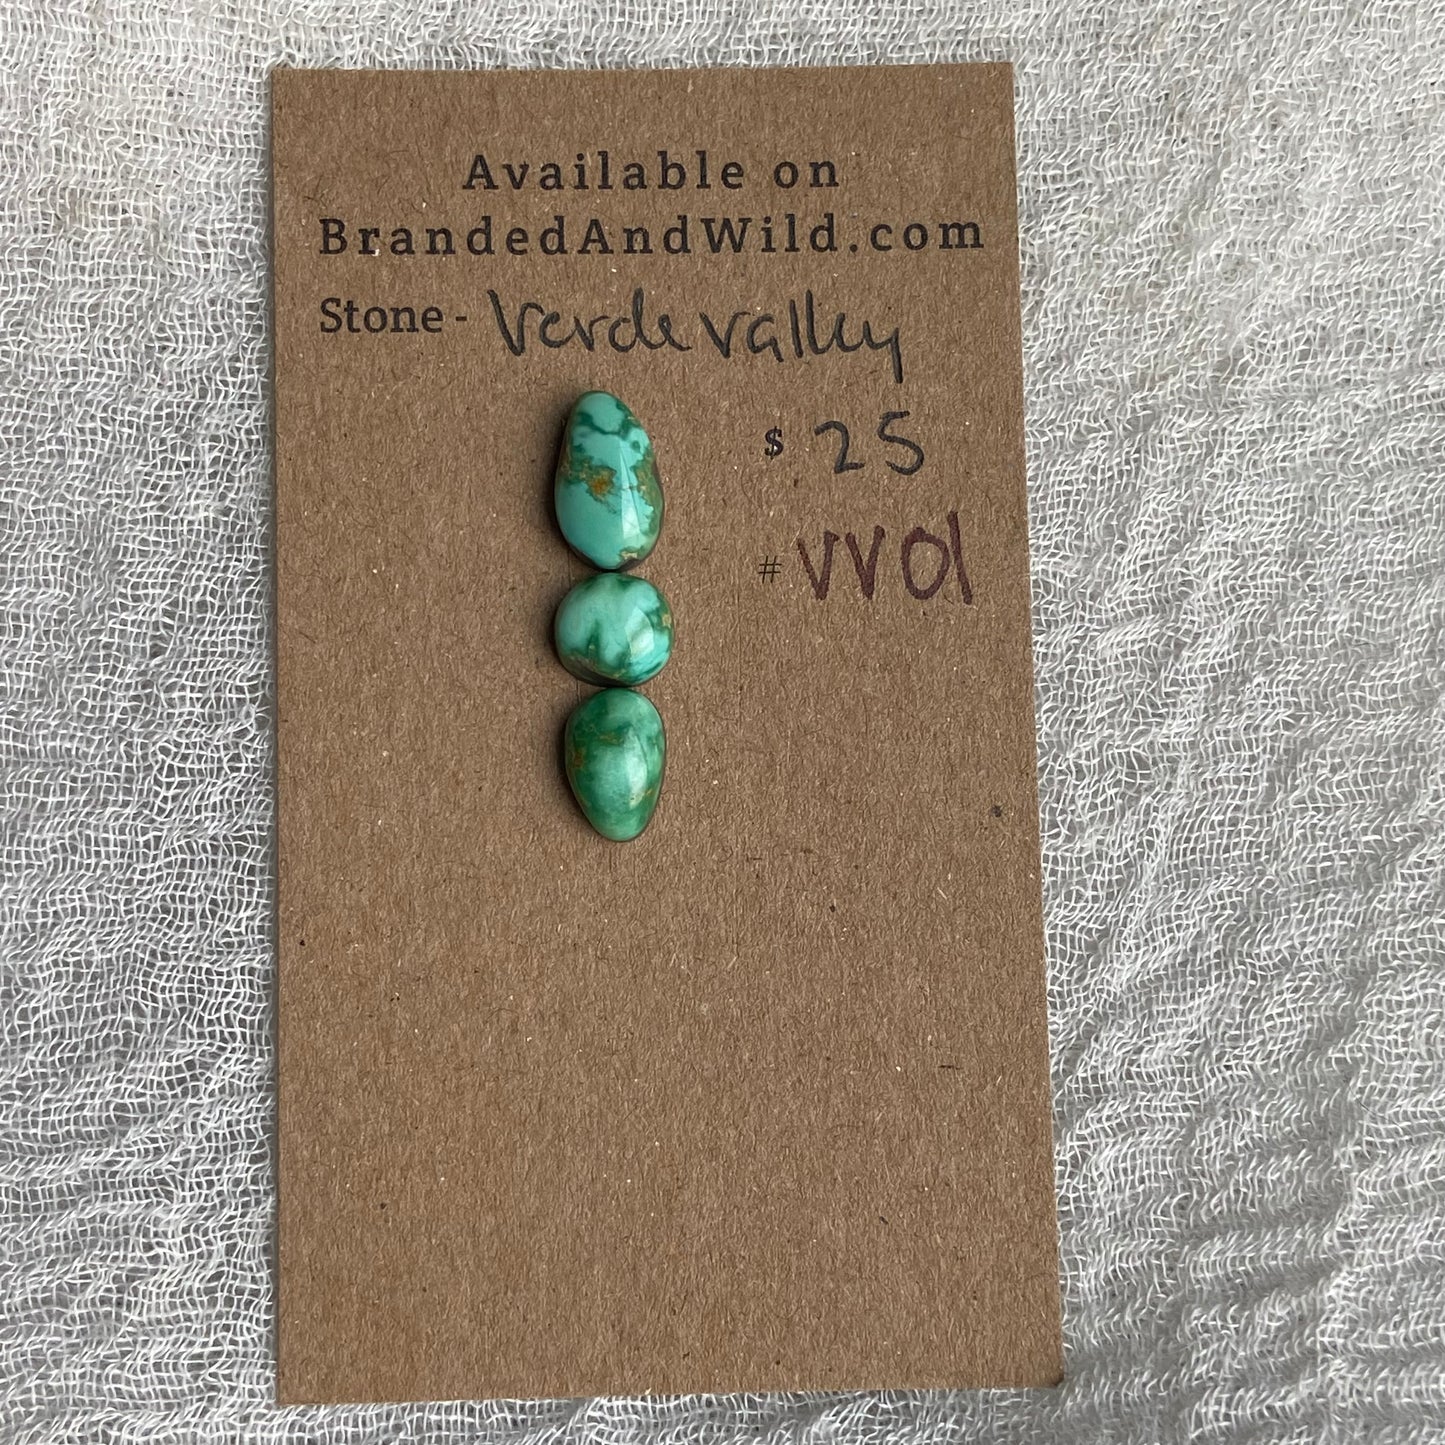 Available on
BrandedAndWild.com
Stone - Verde Valley
$ 25
# VV01